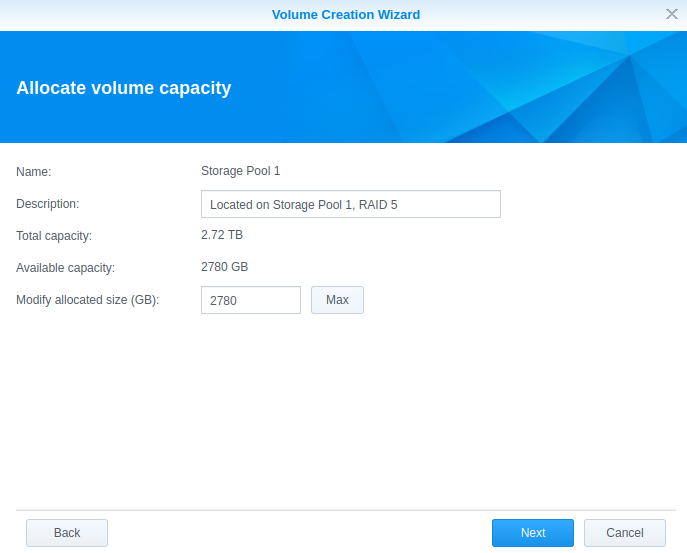 Volume Creation Wizard
Allocate volume capacity
Name: Storage Pool 1
Description: Located on Storage Pool 1, RAID 5
Total capacity: 2.72 TB
Available capacity: 2780 GB
Modify allocated size (GB): 2780 Max
Back Next Cancel